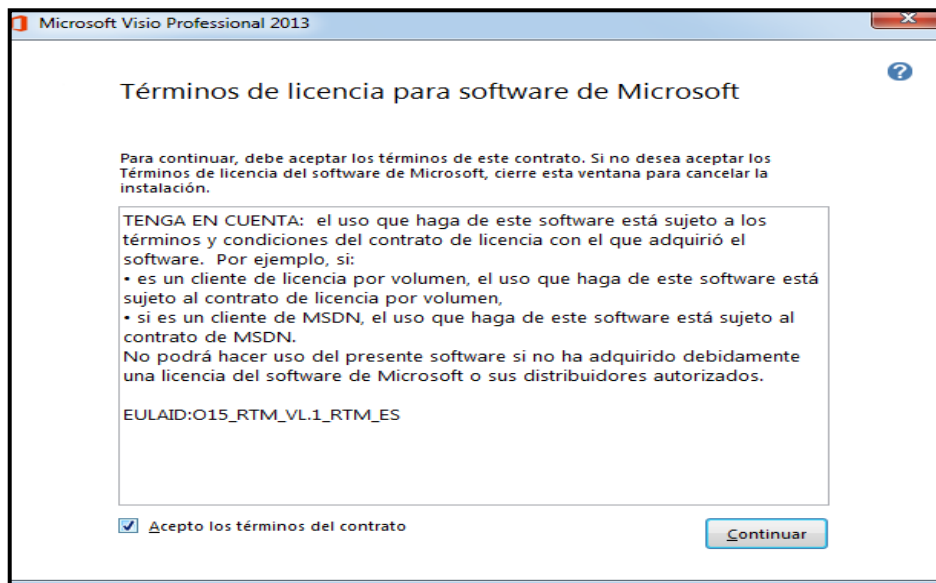 Microsoft Visio Professional 2013
Términos de licencia para software de Microsoft
Para continuar, debe aceptar los términos de este contrato. Si no desea aceptar los
Términos de licencia del software de Microsoft, cierre esta ventana para cancelar la
instalación.
TENGA EN CUENTA:  el uso que haga de este software está sujeto a los
términos y condiciones del contrato de licencia con el que adquirió el
software.  Por ejemplo, si:
• es un cliente de licencia por volumen, el uso que haga de este software está
sujeto al contrato de licencia por volumen,
• si es un cliente de MSDN, el uso que haga de este software está sujeto al
contrato de MSDN.
No podrá hacer uso del presente software si no ha adquirido debidamente
una licencia del software de Microsoft o sus distribuidores autorizados.
EULAID:O15_RTM_VL.1_RTM_ES
Acepto los términos del contrato
Continuar